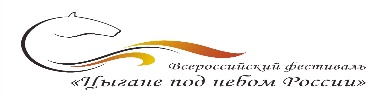 Всероссийский фестиваль
«Цыгане под небом России»